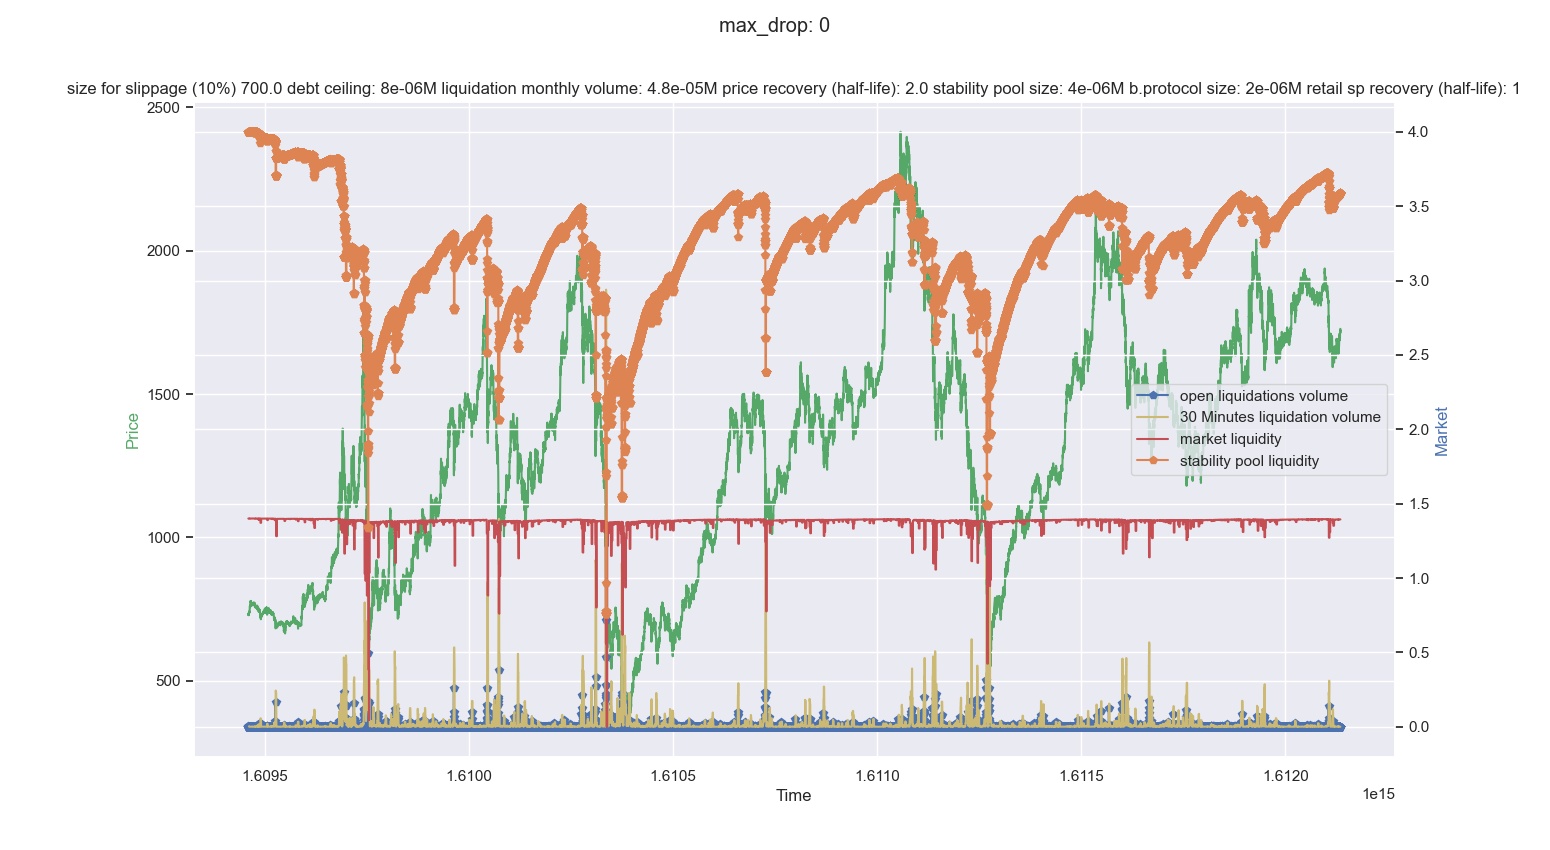 max_drop: 0
size for slippage (10%) 700.0 debt ceiling: 8e-06M liquidation monthly volume: 4.8e-05M price recovery (half-life): 2.0 stability pool size: 4e-06M b.protocol size: 2e-06M retail sp recovery (half-life): 1
2500
2000
1500
1000
500
Price
4.0
3.5
3.0
2.5
2.0
1.5
1.0
0.5
0.0
Market
open liquidations volume
30 Minutes liquidation volume
market liquidity
stability pool liquidity
1.6095 1.6100 1.6105 1.6110 1.6115 1.6120
Time
1e15